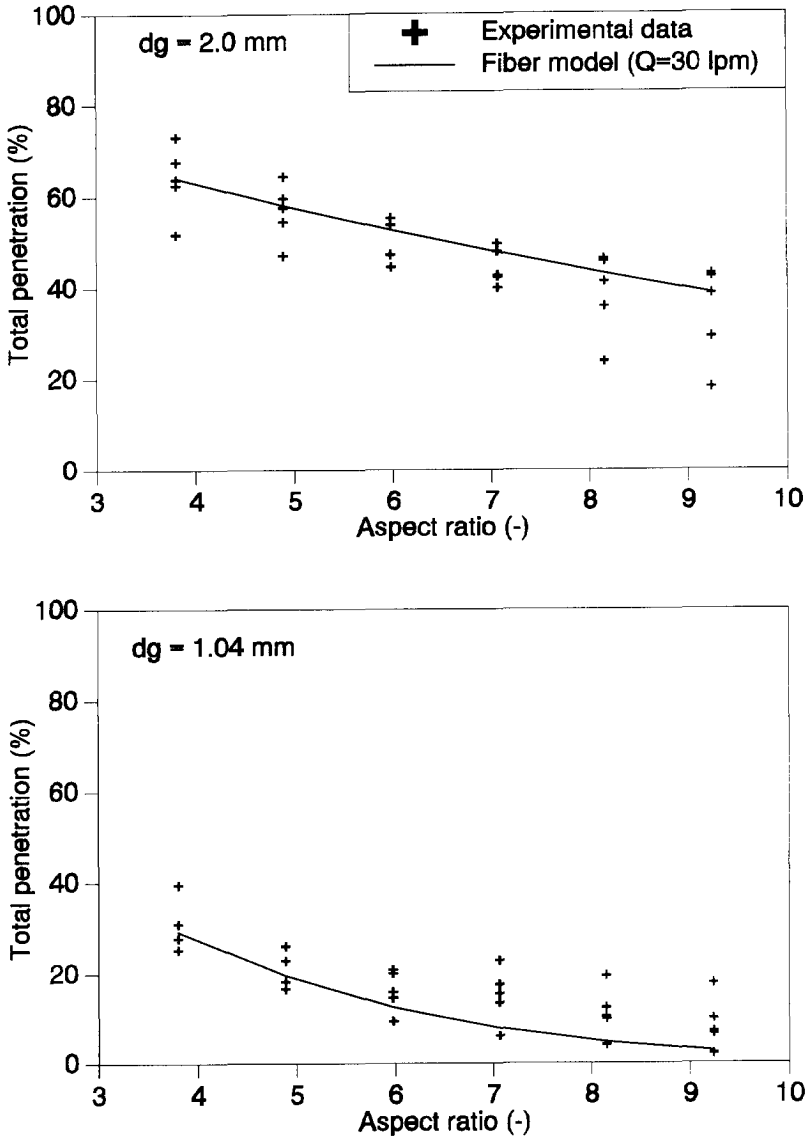 dg = 2.0 mm
Experimental data
Fiber model (Q=30 lpm)
Total penetration (%)
100
80
60
40
20
0
3 4 5 6 7 8 9 10
Aspect ratio (-)
dg = 1.04 mm
Total penetration (%)
100
80
60
40
20
0
3 4 5 6 7 8 9 10
Aspect ratio (-)